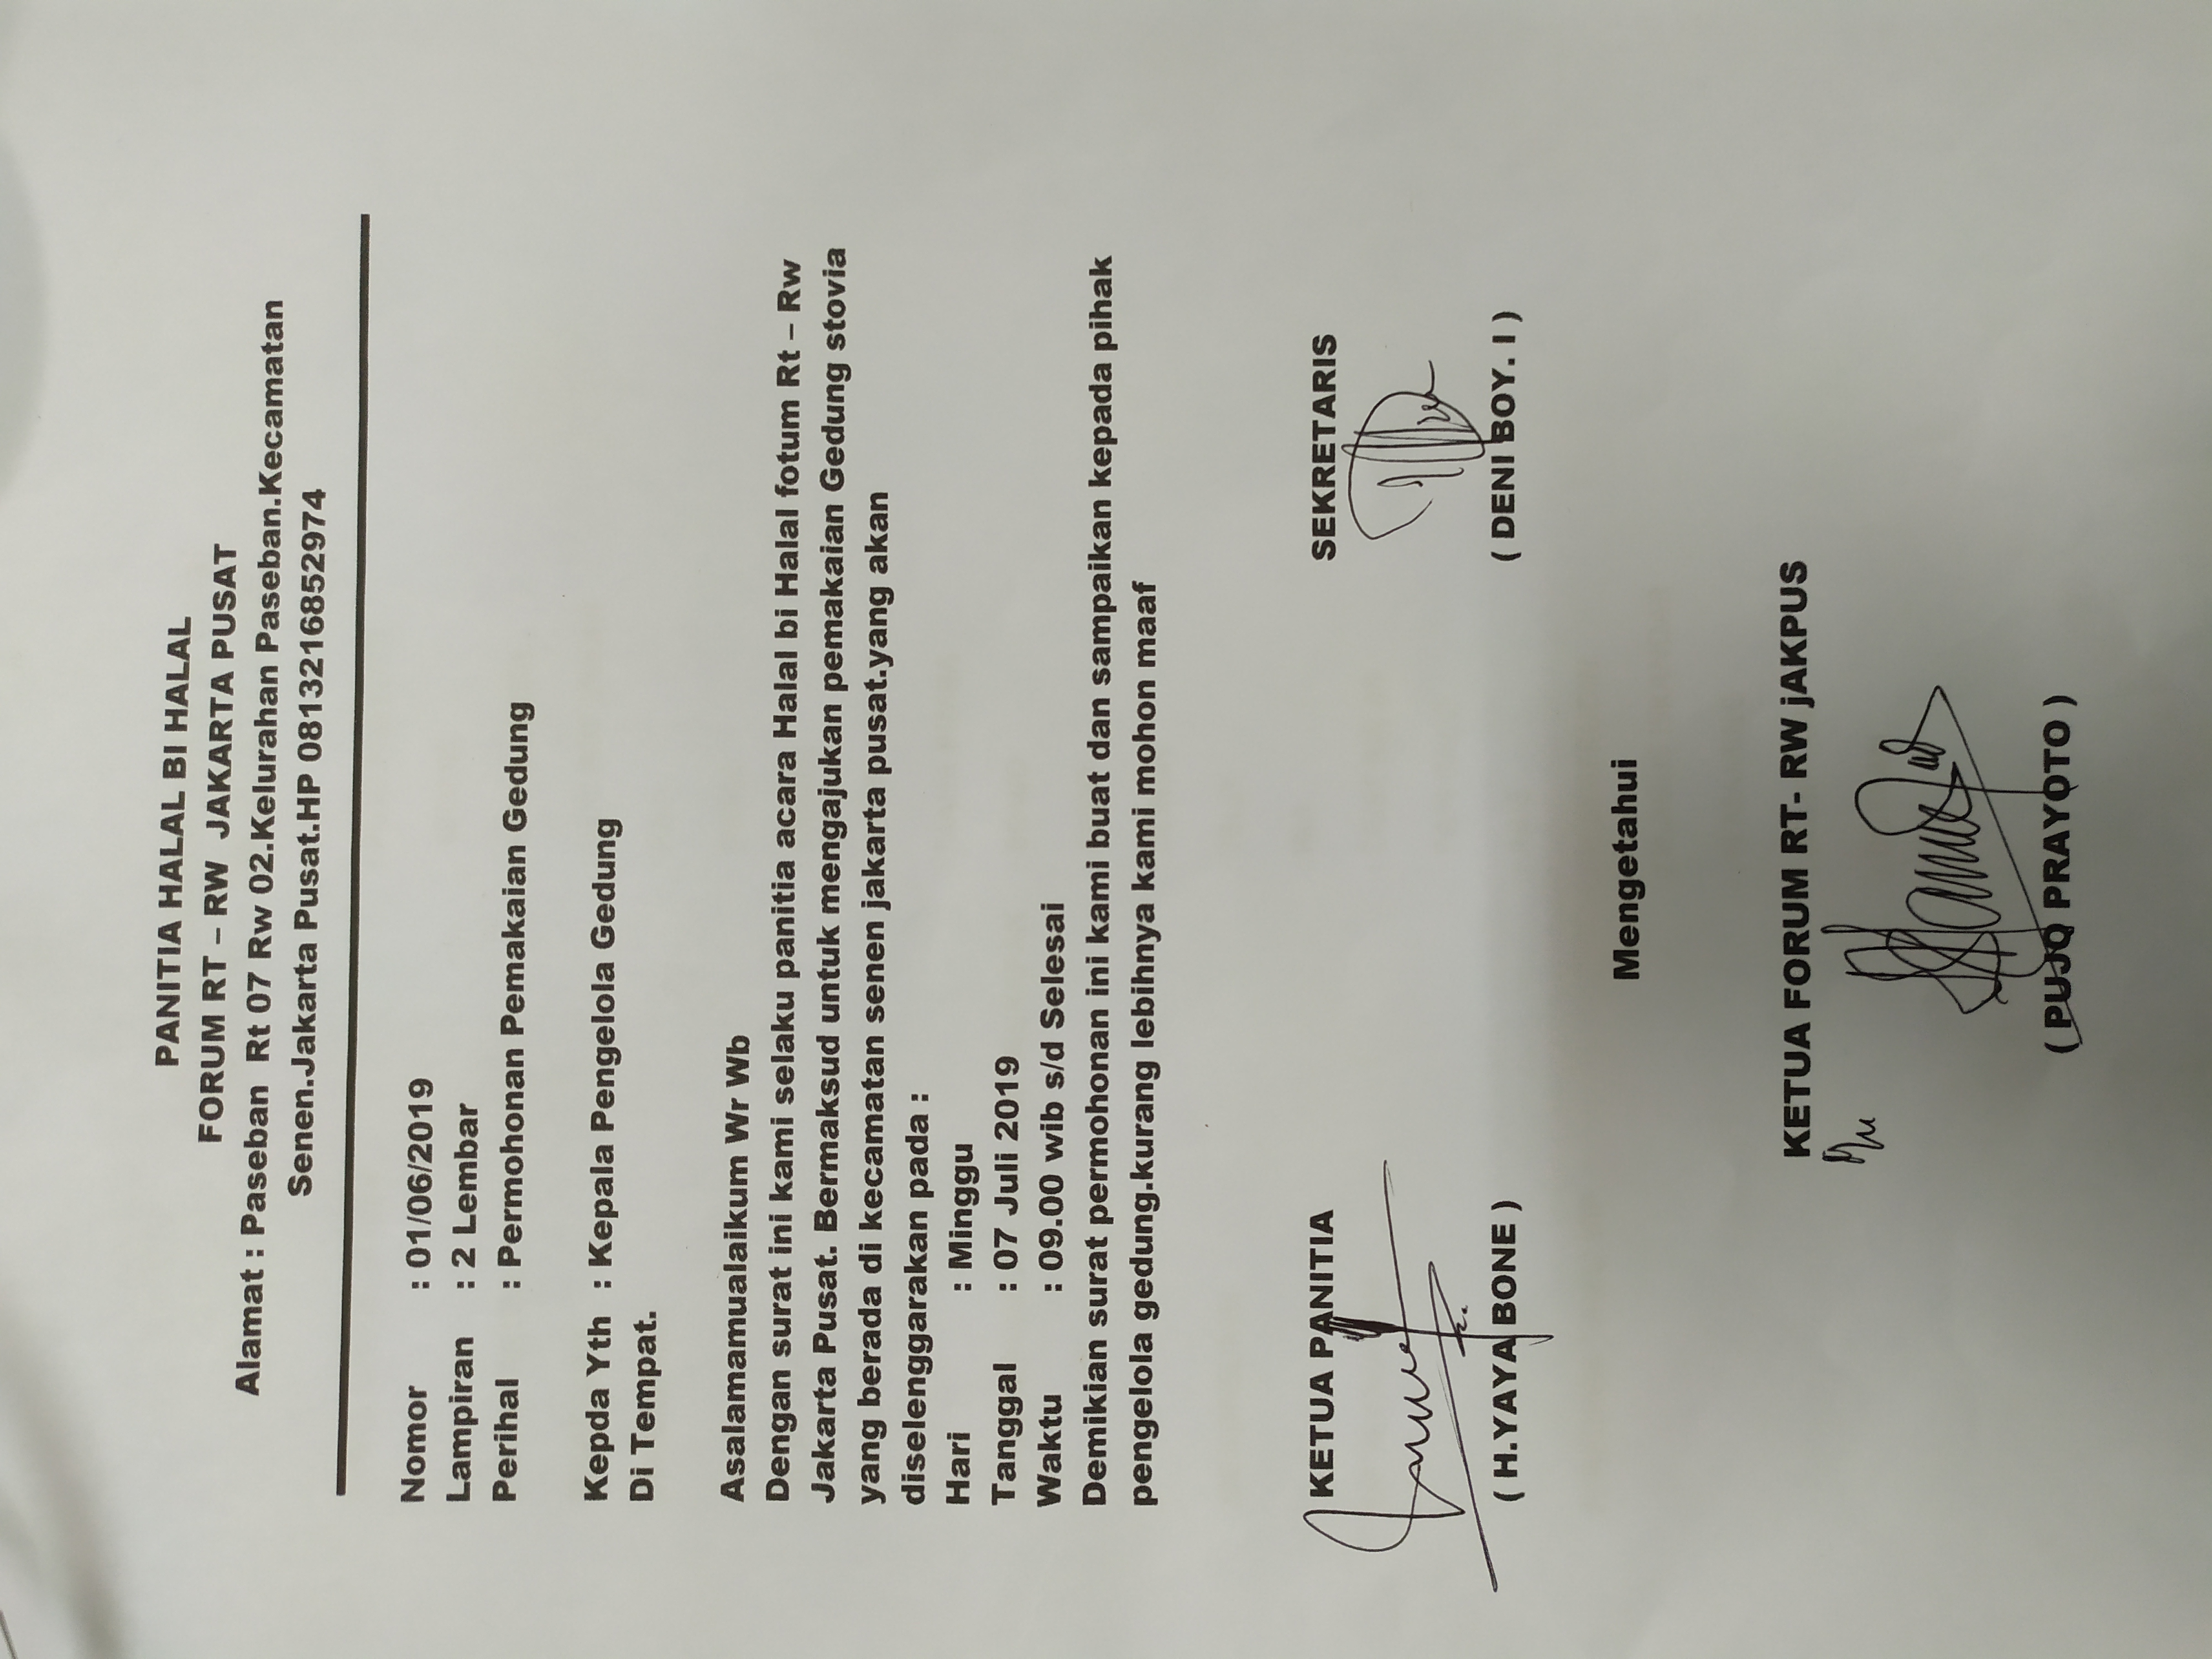 PANITIA HALAL BI HALAL
FORUM RT – RW JAKARTA PUSAT
Alamat : Paseban Rt 07 Rw 02.Kelurahan Paseban.Kecamatan
Senen.Jakarta Pusat.HP 0813216852974
Nomor : 01/06/2019
Lampiran : 2 Lembar
Perihal : Permohonan Pemakaian Gedung
Kepda Yth : Kepala Pengelola Gedung
Di Tempat.
Asalamamualaikum Wr Wb
Dengan surat ini kami selaku panitia acara Halal bi Halal fotum Rt – Rw
Jakarta Pusat. Bermaksud untuk mengajukan pemakaian Gedung stovia
yang berada di kecamatan senen jakarta pusat.yang akan
diselenggarakan pada :
Hari : Minggu
Tanggal : 07 Juli 2019
Waktu : 09.00 wib s/d Selesai
Demikian surat permohonan ini kami buat dan sampaikan kepada pihak
pengelola gedung.kurang lebihnya kami mohon maaf
KETUA PANITIA SEKRETARIS
( H.YAYA BONE ) ( DENI BOY. I )
Mengetahui
KETUA FORUM RT- RW jAKPUS
( PUJO PRAYOTO )